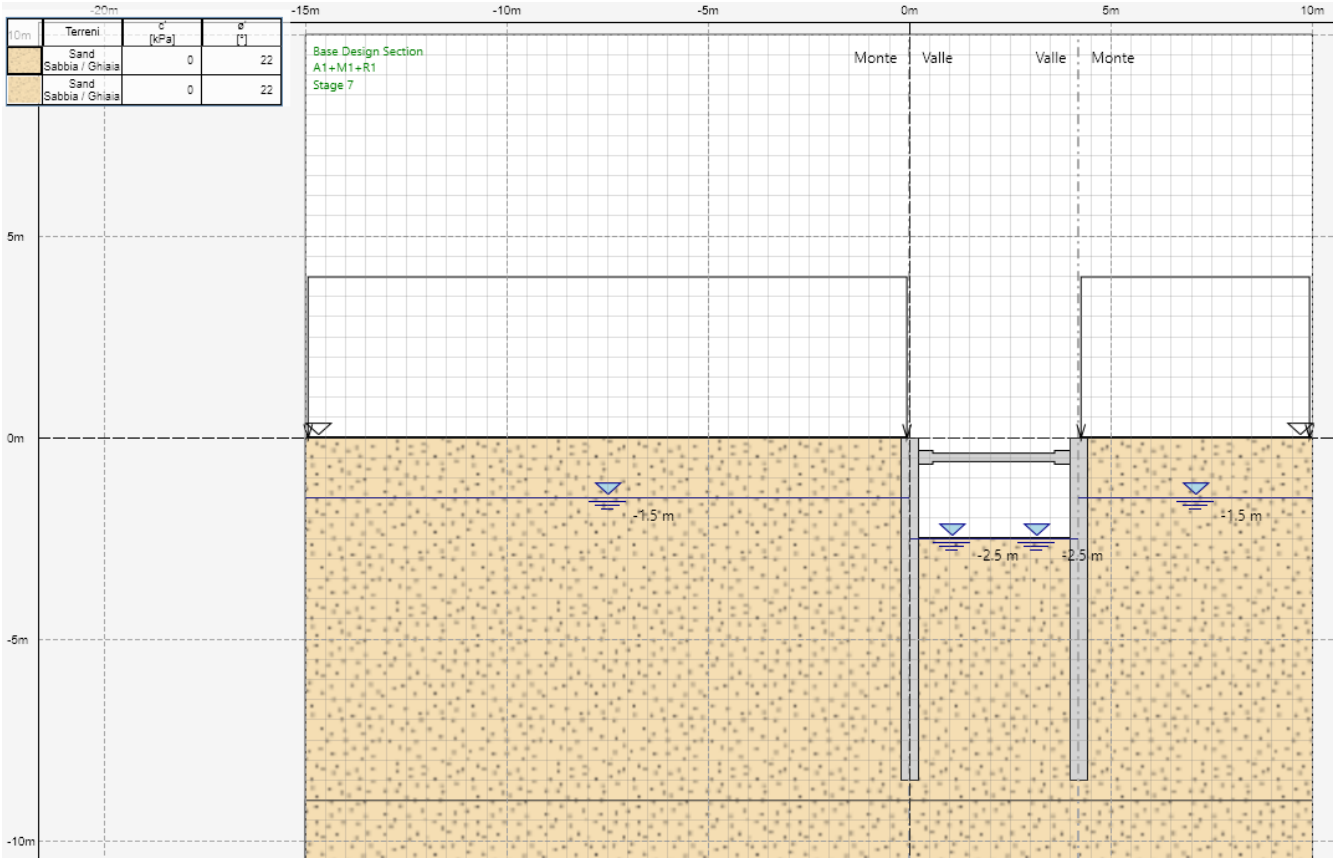 -20m
-15m
-10m
-5m
0m
5m
10m
10m
Terreni
c'
[kPa]
ø'
[°]
Sand
Sabbia / Ghiaia
0
22
Sand
Sabbia / Ghiaia
0
22
Base Design Section
A1+M1+R1
Stage 7
Monte
Valle
Valle
Monte
5m
0m
-1.5 m
-1.5 m
-2.5 m
-2.5 m
-5m
-10m